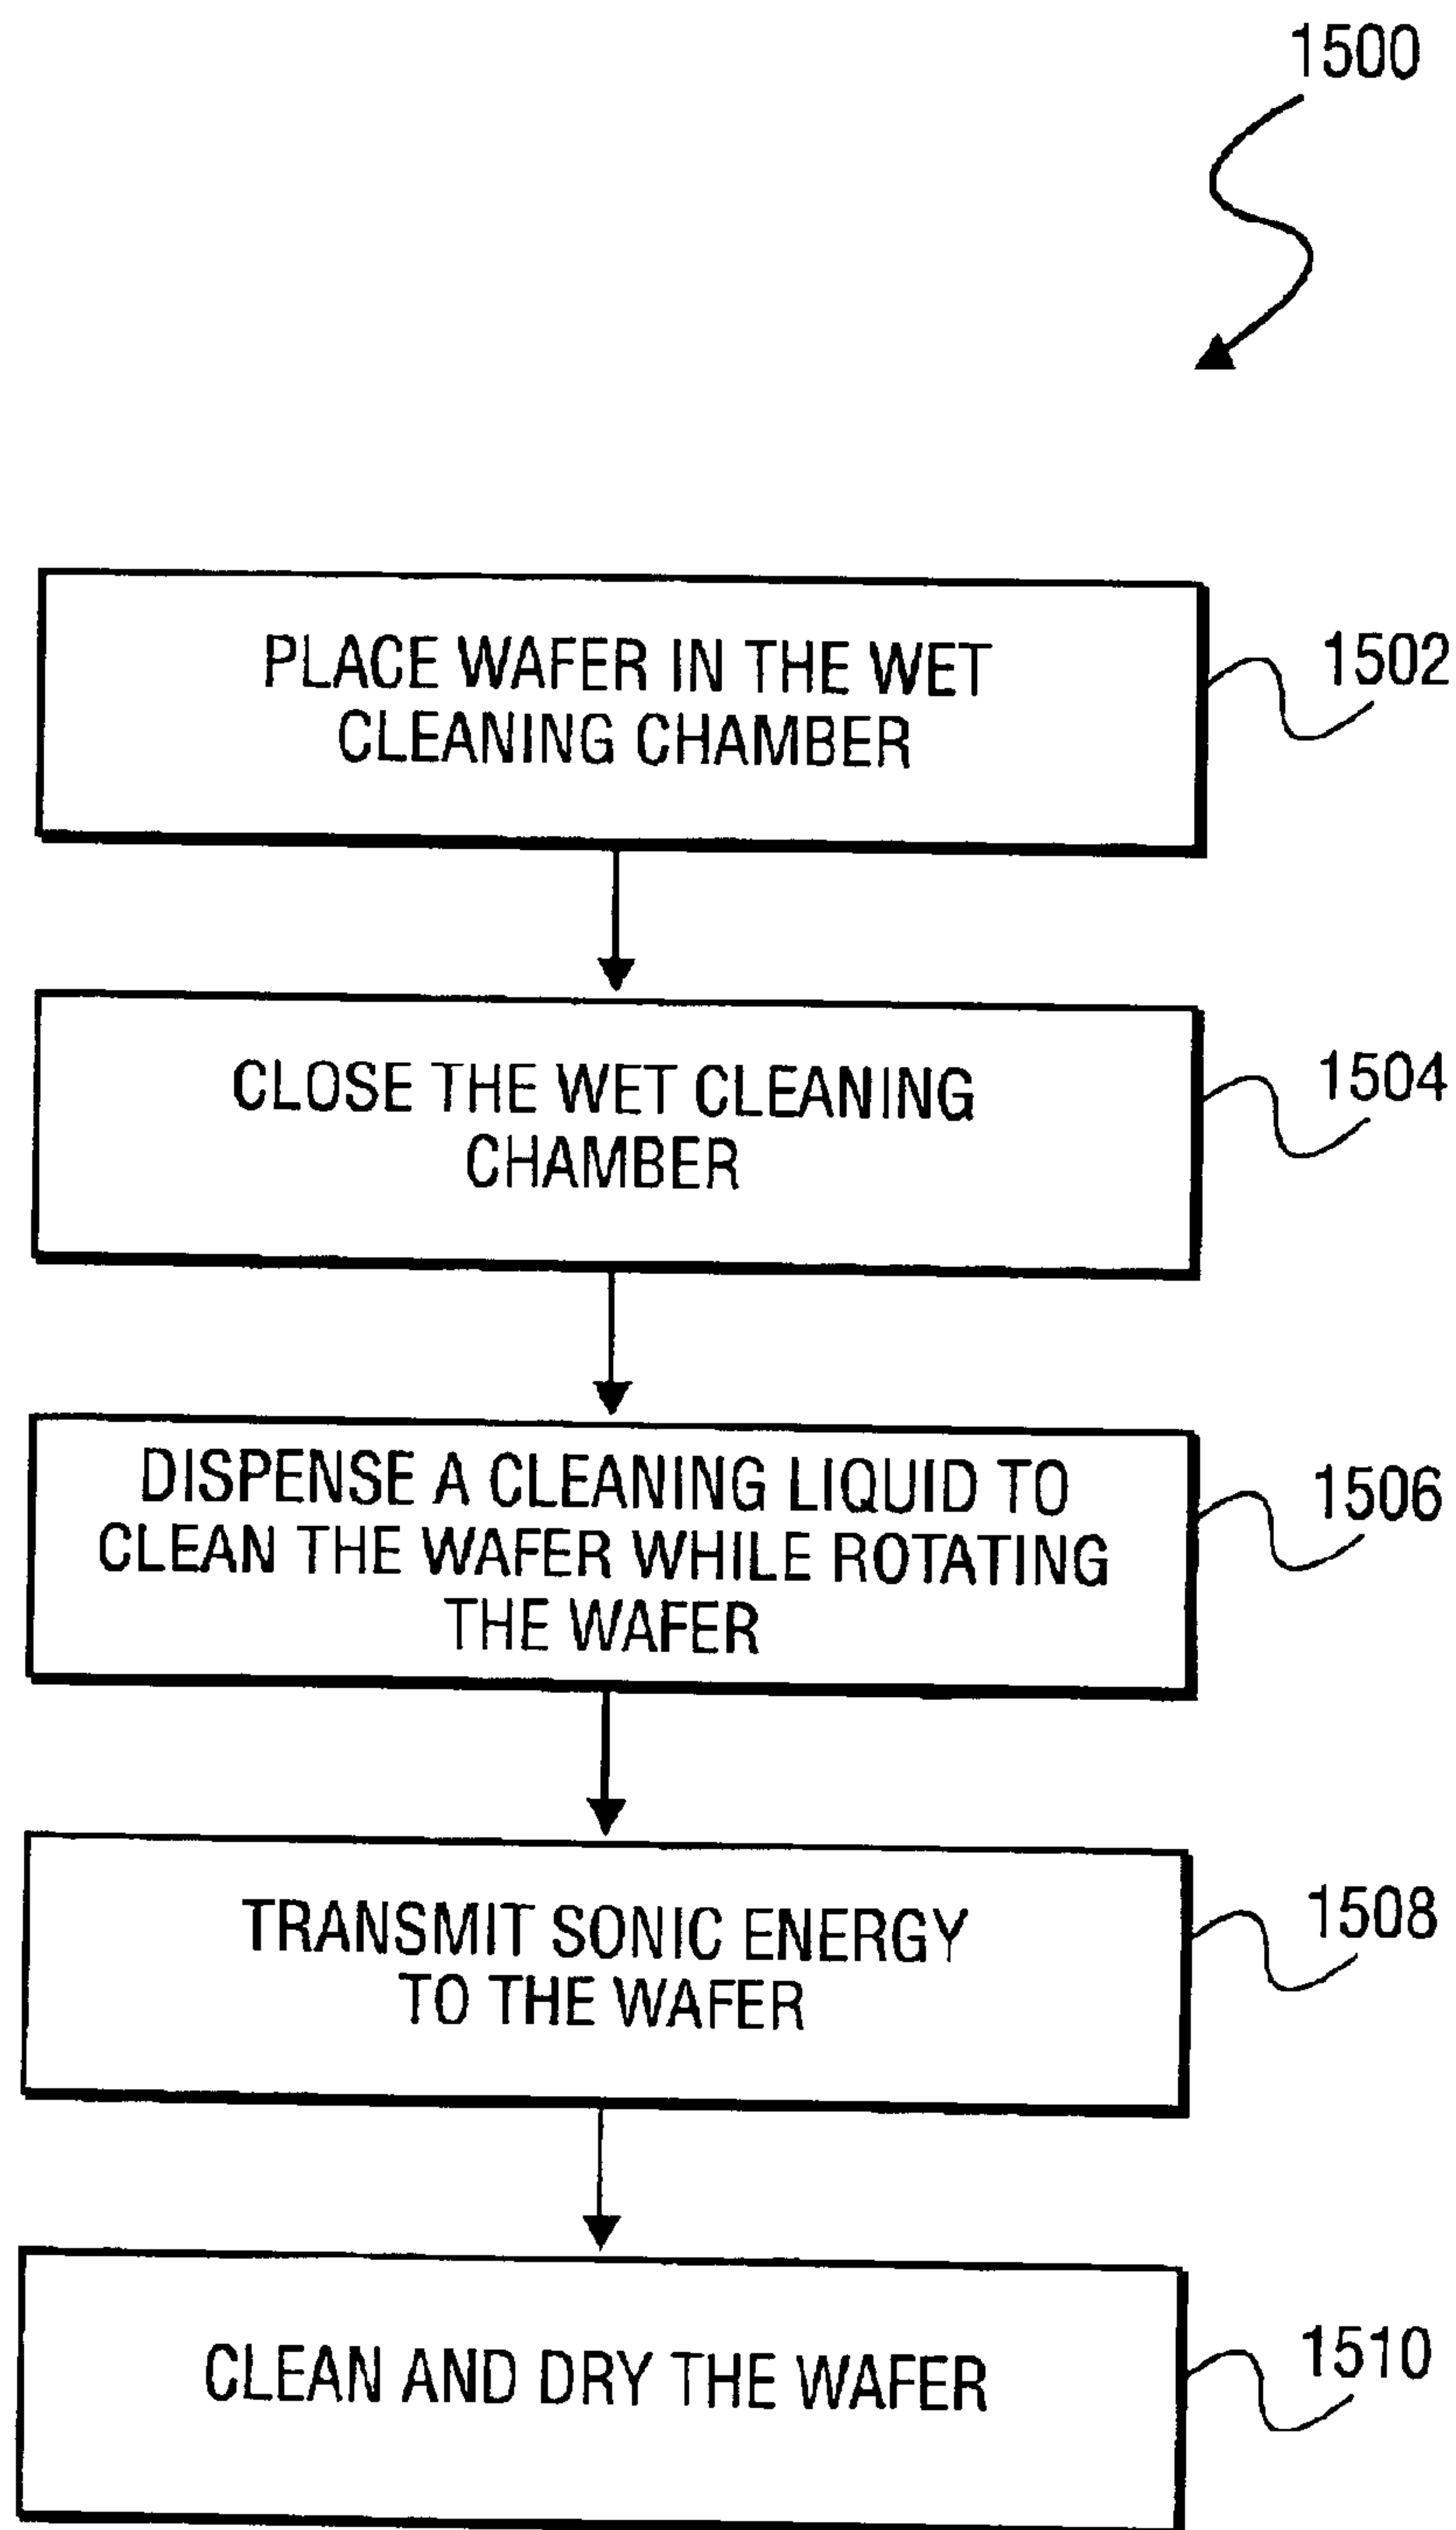 1500
PLACE WAFER IN THE WET
CLEANING CHAMBER
1502
CLOSE THE WET CLEANING
CHAMBER
1504
DISPENSE A CLEANING LIQUID TO
CLEAN THE WAFER WHILE ROTATING
THE WAFER
1506
TRANSMIT SONIC ENERGY
TO THE WAFER
1508
CLEAN AND DRY THE WAFER
1510